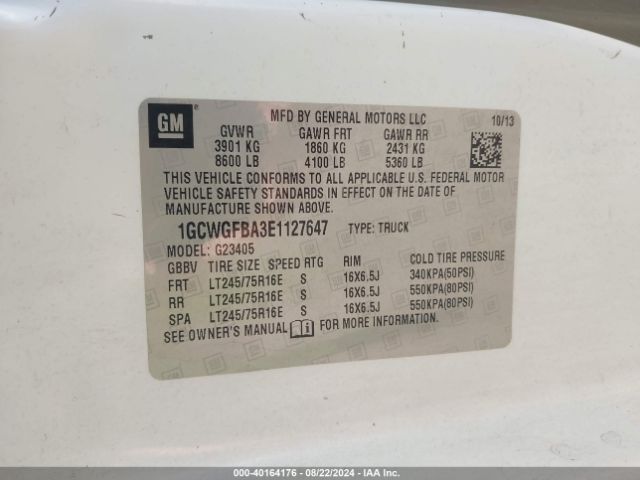 GM
MFD BY GENERAL MOTORS LLC 10/13
GVWR GAWR FRT GAWR RR
3901 KG 1860 KG 2431 KG
8600 LB 4100 LB 5360 LB
THIS VEHICLE CONFORMS TO ALL APPLICABLE U.S. FEDERAL MOTOR
VEHICLE SAFETY STANDARDS IN EFFECT ON THE DATE OF
MANUFACTURE SHOWN ABOVE.
1GCWGFBA3E1127647 TYPE: TRUCK
MODEL: G23405
GBBV TIRE SIZE SPEED RTG RIM COLD TIRE PRESSURE
FRT LT245/75R16E S 16X6.5J 340KPA(50PSI)
RR LT245/75R16E S 16X6.5J 550KPA(80PSI)
SPA LT245/75R16E S 16X6.5J 550KPA(80PSI)
SEE OWNER'S MANUAL FOR MORE INFORMATION.
000-40164176 - 08/22/2024 - IAA Inc.